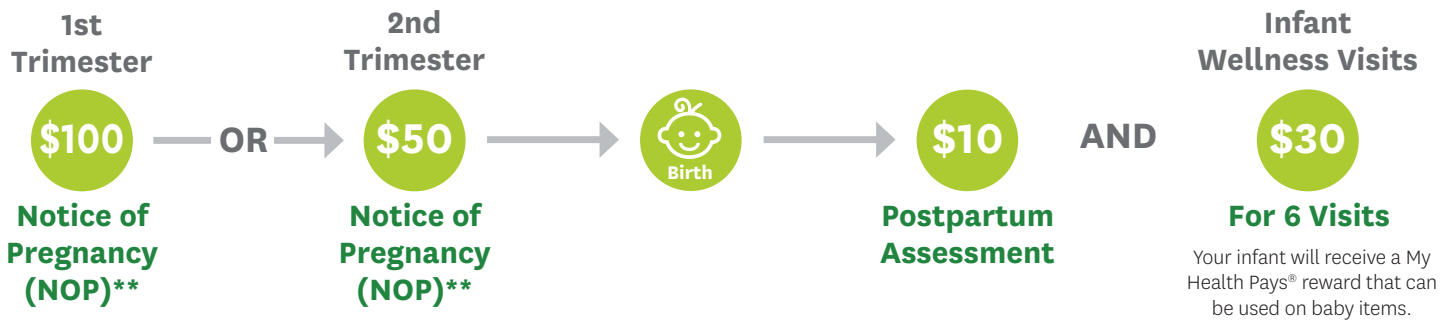 1st
Trimester
$100
Notice of
Pregnancy
(NOP)**
OR
2nd
Trimester
$50
Notice of
Pregnancy
(NOP)**
Birth
$10
Postpartum
Assessment
AND
Infant
Wellness Visits
$30
For 6 Visits
Your infant will receive a My
Health Pays® reward that can
be used on baby items.